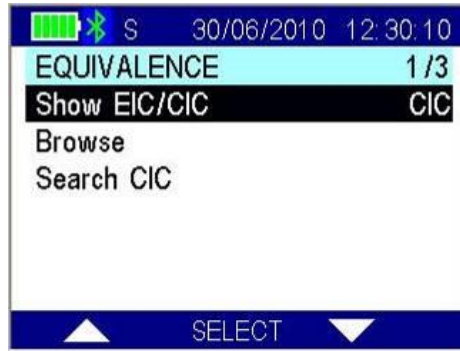 S 30/06/2010 12:30:10
EQUIVALENCE 1/3
Show EIC/CIC CIC
Browse
Search CIC
SELECT